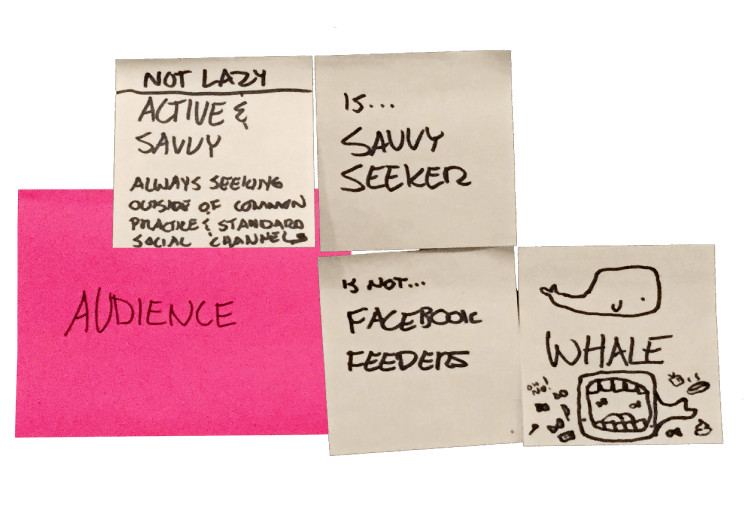 NOT LAZY
ACTIVE &
SAVVY
ALWAYS SEEKING
OUTSIDE OF COMMON
PRACTICE & STANDARD
SOCIAL CHANNELS
IS...
SAVVY
SEEKER
AUDIENCE
IS NOT...
FACEBOOK
FEEDERS
WHALE
OH
NO!